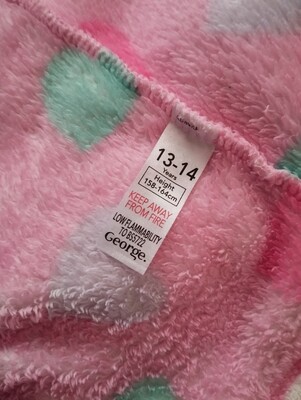 13-14
Years
Height
158-164cm
KEEP AWAY
FROM FIRE
LOW FLAMMABILITY
TO BS5722
George.